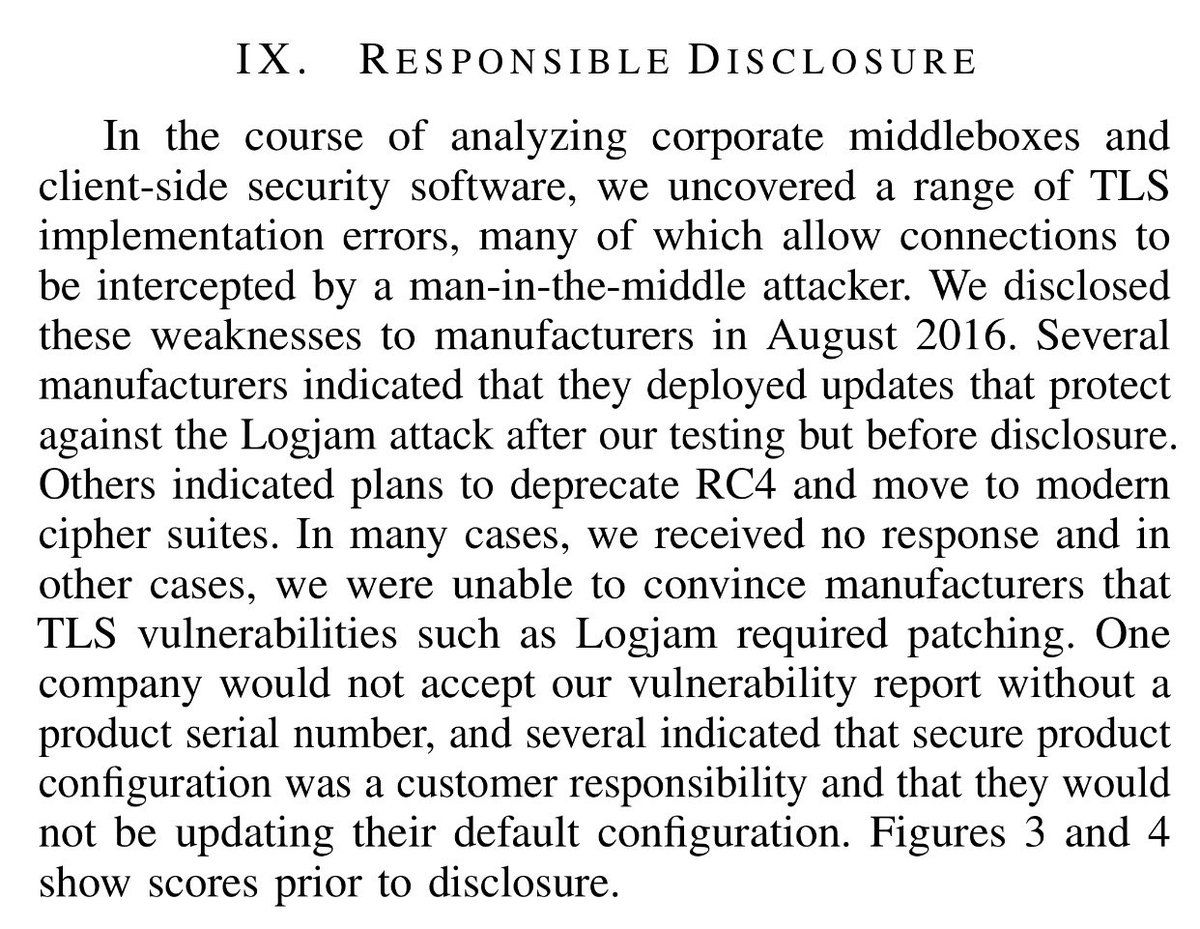 IX. RESPONSIBLE DISCLOSURE
In the course of analyzing corporate middleboxes and
client-side security software, we uncovered a range of TLS
implementation errors, many of which allow connections to
be intercepted by a man-in-the-middle attacker. We disclosed
these weaknesses to manufacturers in August 2016. Several
manufacturers indicated that they deployed updates that protect
against the Logjam attack after our testing but before disclosure.
Others indicated plans to deprecate RC4 and move to modern
cipher suites. In many cases, we received no response and in
other cases, we were unable to convince manufacturers that
TLS vulnerabilities such as Logjam required patching. One
company would not accept our vulnerability report without a
product serial number, and several indicated that secure product
configuration was a customer responsibility and that they would
not be updating their default configuration. Figures 3 and 4
show scores prior to disclosure.